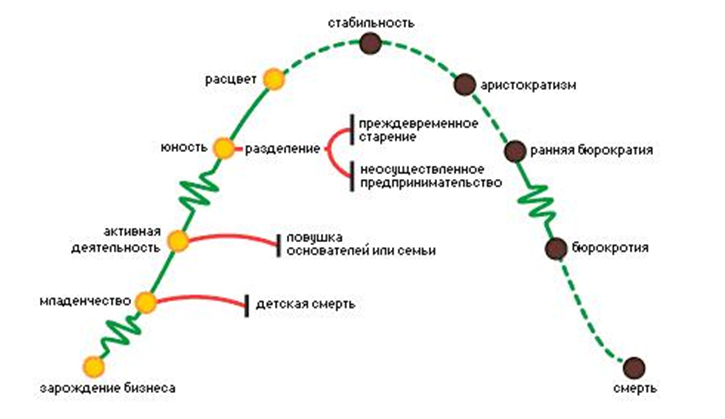 стабильность
расцвет
аристократизм
преждевременное
старение
юность
разделение
ранняя бюрократия
неосуществленное
предпринимательство
активная
деятельность
ловушка
основателей или семьи
бюрокротия
младенчество
детская смерть
зарождение бизнеса
смерть